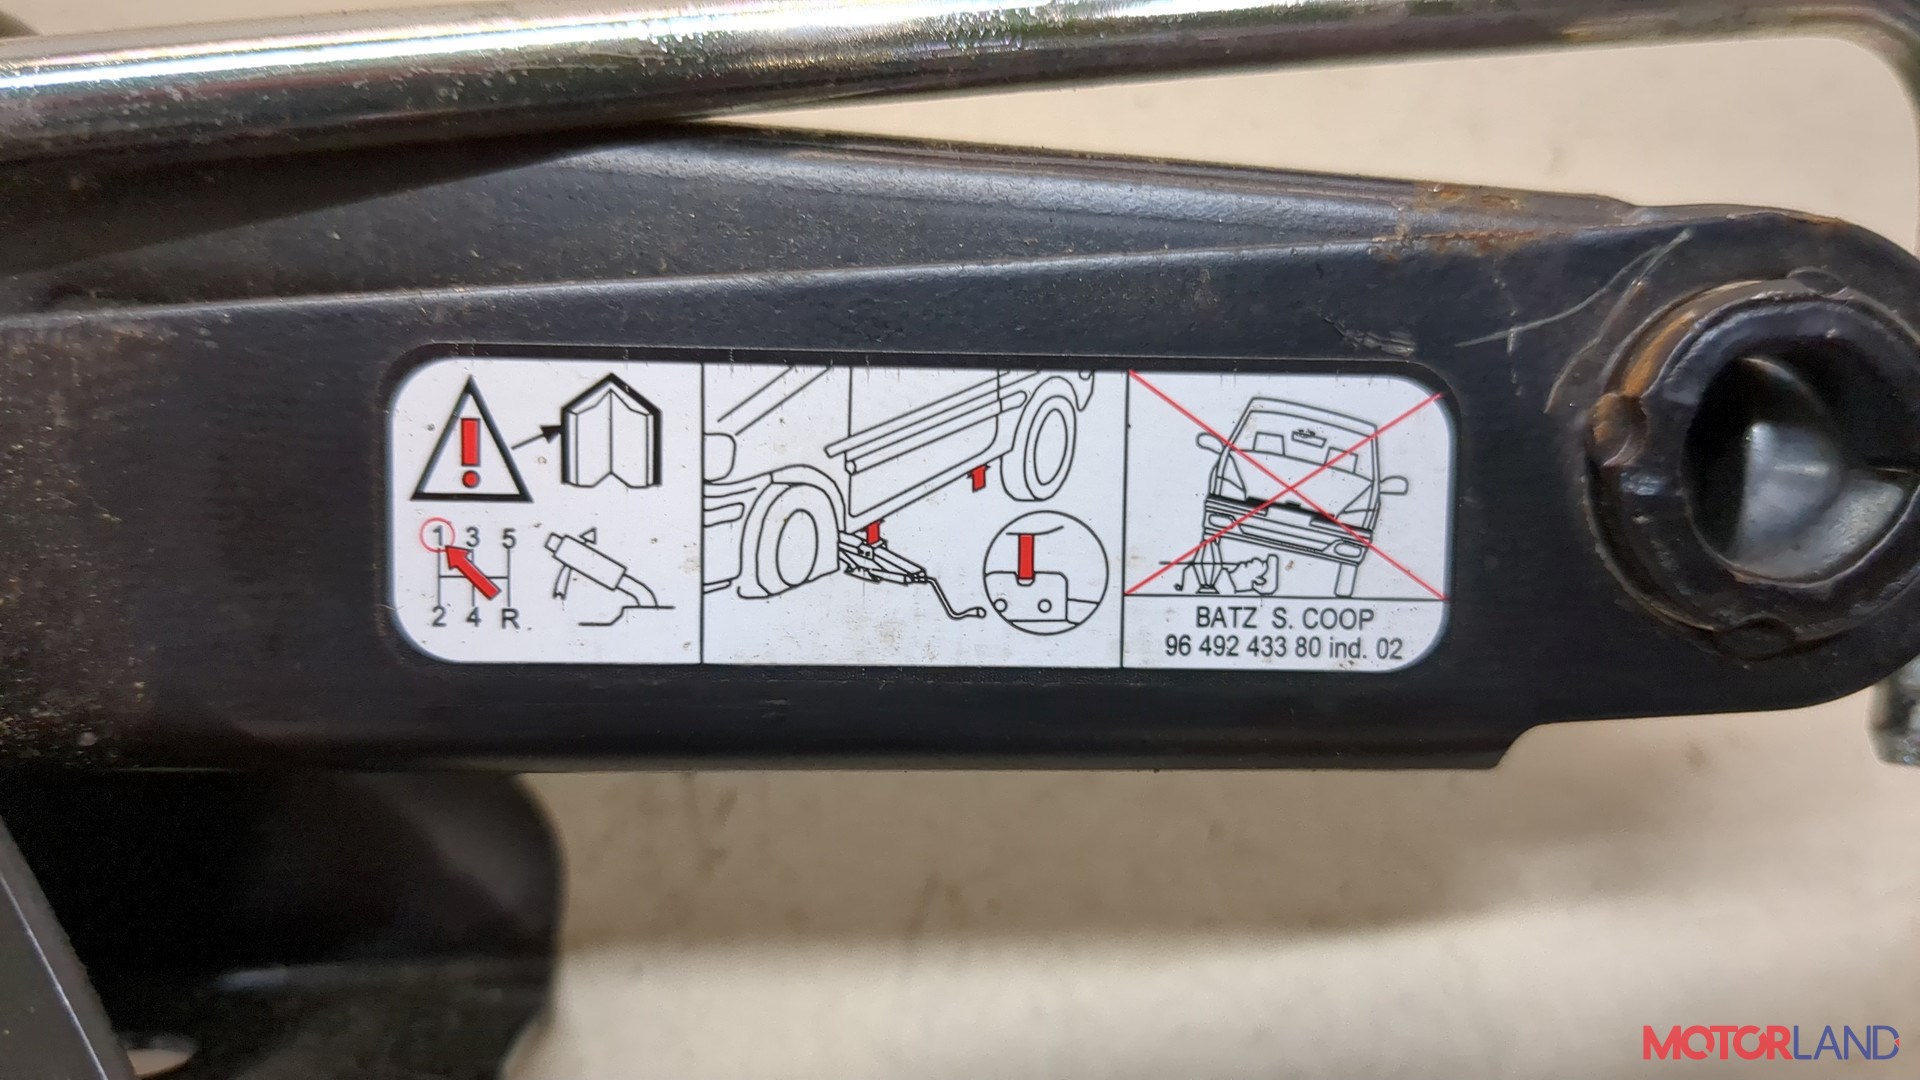 1 3 5
2 4 R
BATZ S. COOP
96 492 433 80 ind. 02
MOTORLAND